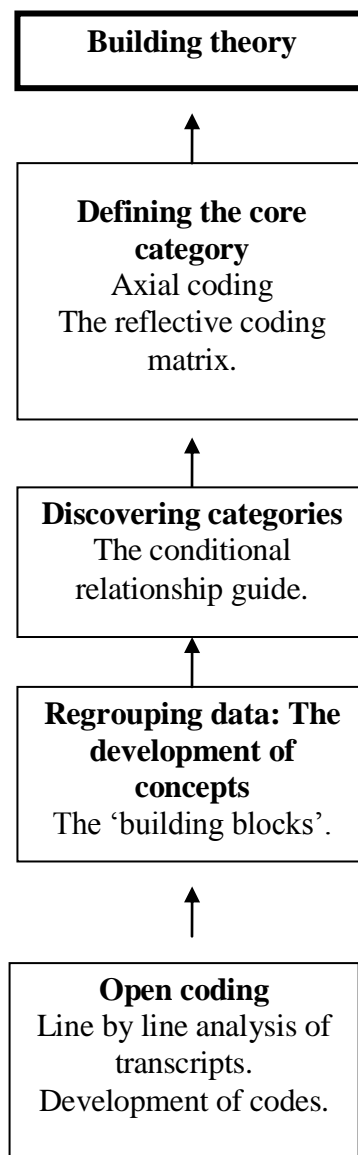 Building theory
Defining the core
category
Axial coding
The reflective coding
matrix.
Discovering categories
The conditional
relationship guide.
Regrouping data: The
development of
concepts
The ‘building blocks’.
Open coding
Line by line analysis of
transcripts.
Development of codes.